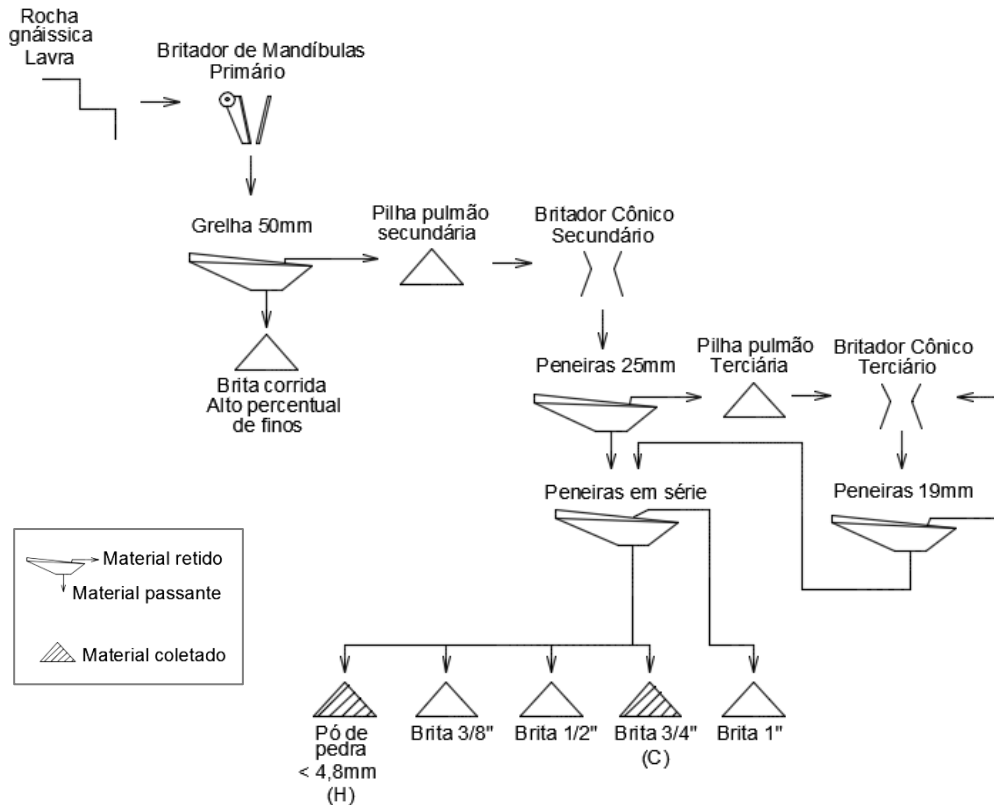 Rocha
gnáissica
Lavra
Britador de Mandíbulas
Primário
Grelha 50mm
Pilha pulmão
secundária
Britador Cônico
Secundário
Brita corrida
Alto percentual
de finos
Peneiras 25mm
Pilha pulmão
Terciária
Britador Cônico
Terciário
Peneiras em série
Peneiras 19mm
Material retido
Material passante
Material coletado
Pó de
pedra
< 4,8mm
(H)
Brita 3/8"
Brita 1/2"
Brita 3/4"
(C)
Brita 1"